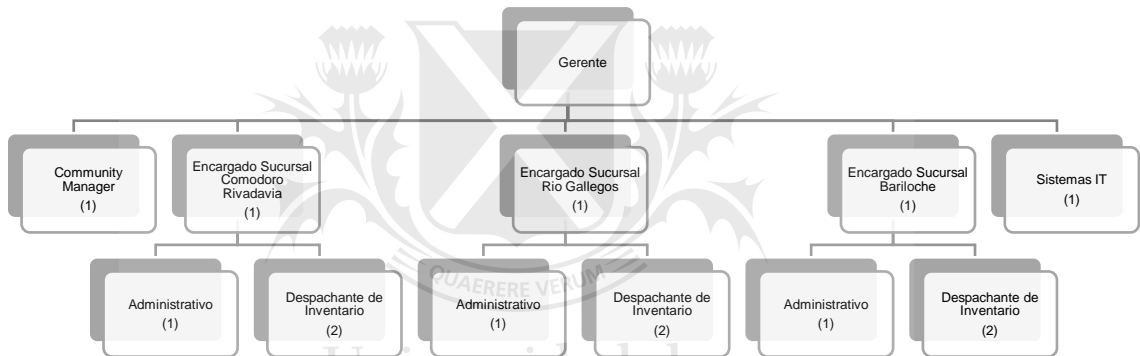 Gerente
Community
Manager
(1)
Encargado Sucursal
Comodoro
Rivadavia
(1)
Encargado Sucursal
Rio Gallegos
(1)
Encargado Sucursal
Bariloche
(1)
Sistemas IT
(1)
Administrativo
(1)
Despachante de
Inventario
(2)
Administrativo
(1)
Despachante de
Inventario
(2)
Administrativo
(1)
Despachante de
Inventario
(2)
QUAERERE VERUM